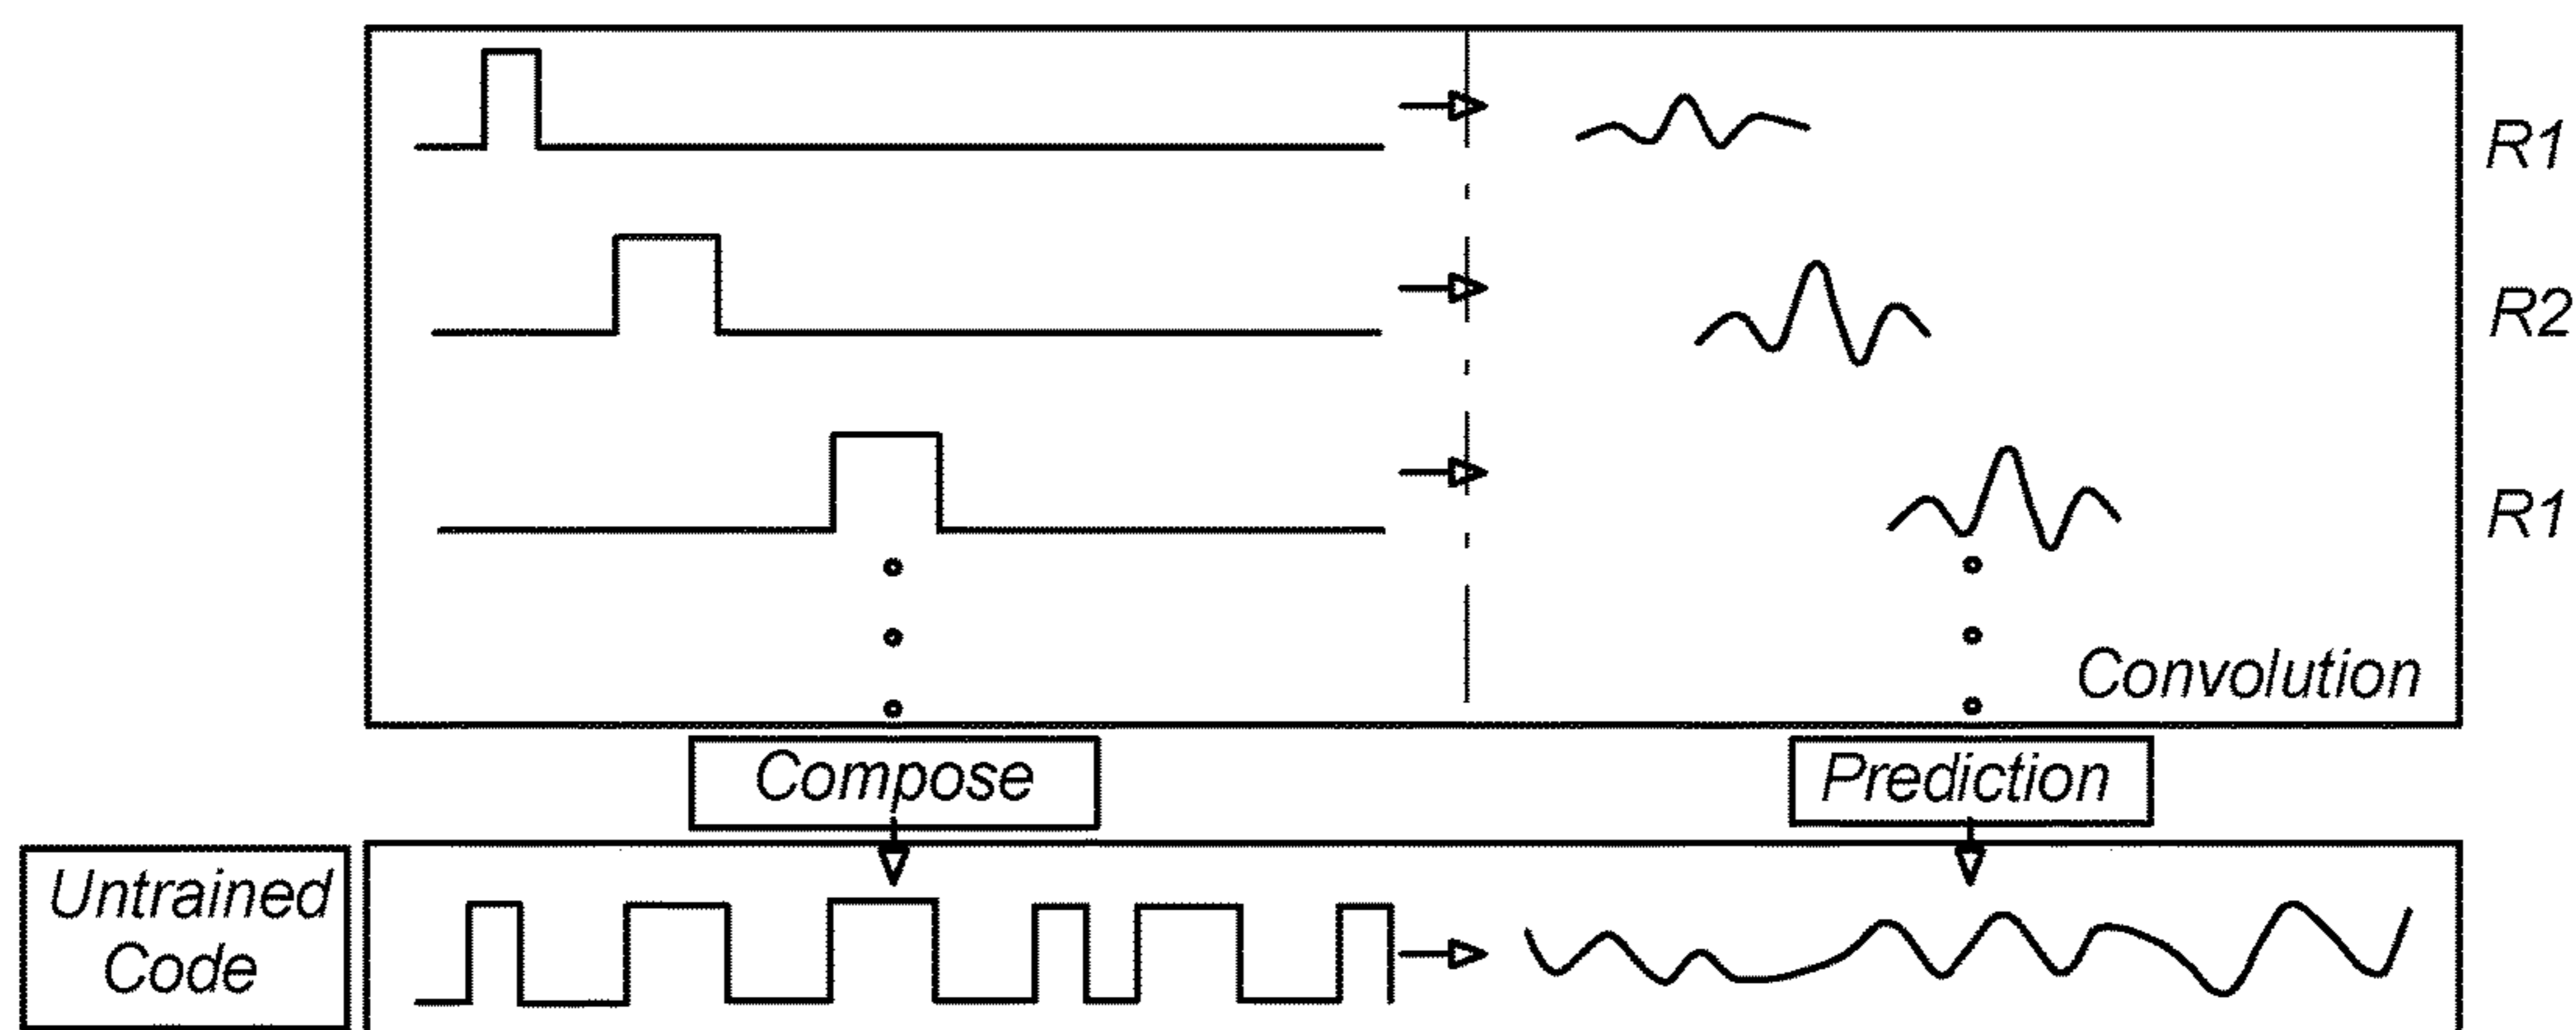 R1
R2
R1
Convolution
Compose
Prediction
Untrained
Code